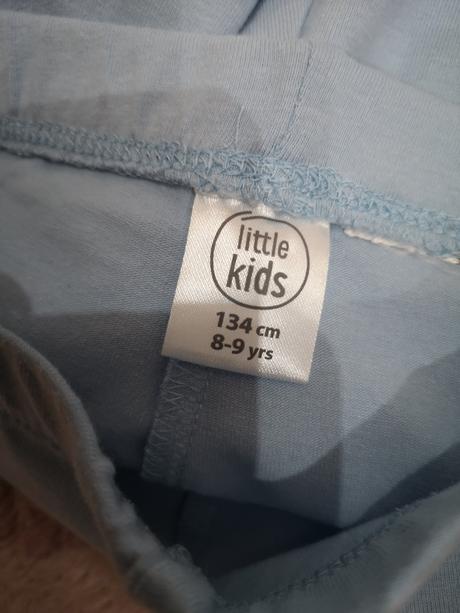 little
kids
134 cm
8-9 yrs